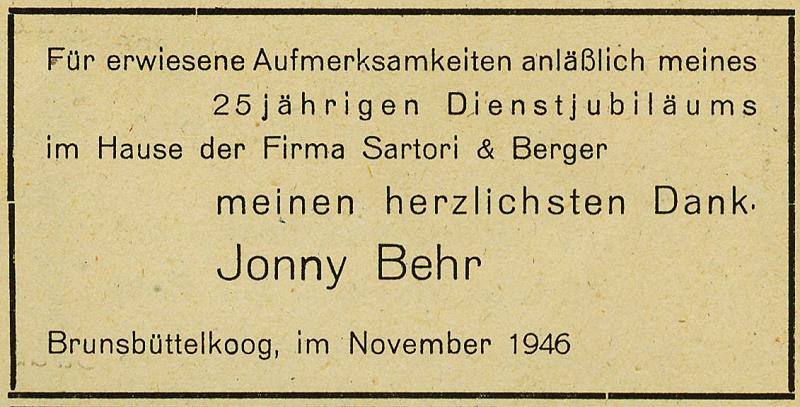 Für erwiesene Aufmerksamkeiten anläßlich meines
25jährigen Dienstjubiläums
im Hause der Firma Sartori & Berger
meinen herzlichsten Dank.
Jonny Behr
Brunsbüttelkoog, im November 1946